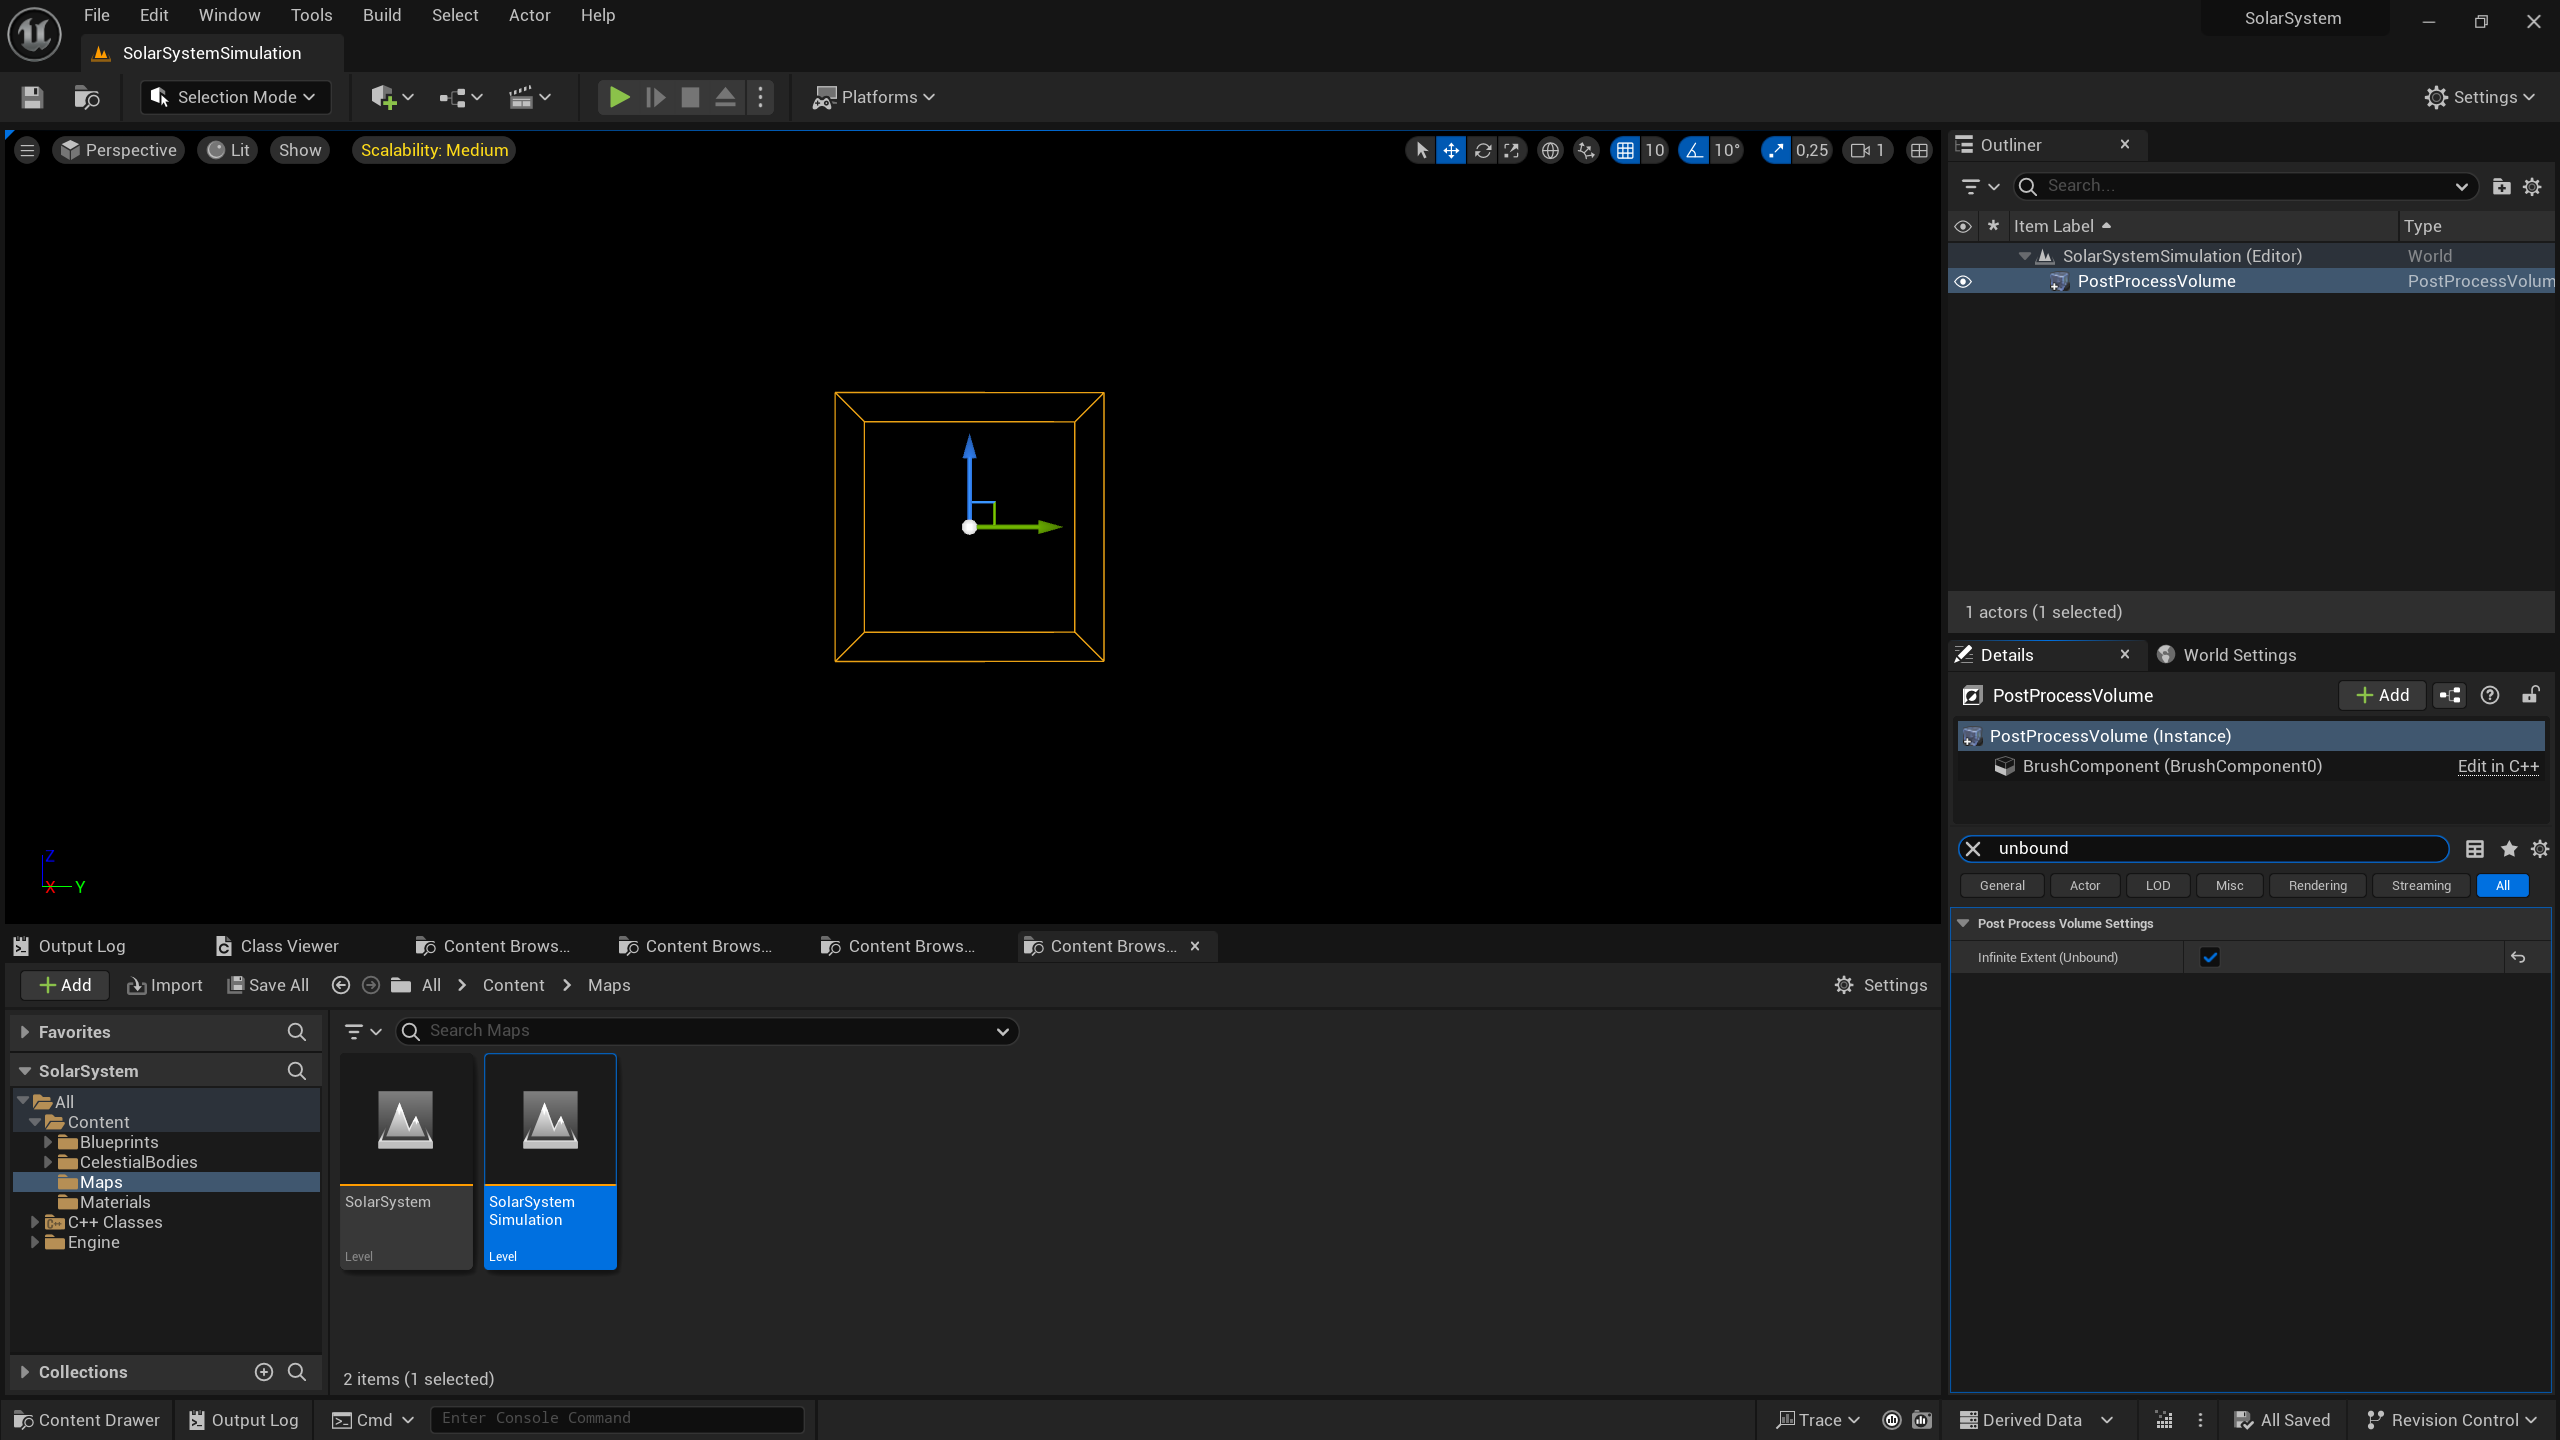 File Edit Window Tools Build Select Actor Help
SolarSystem
SolarSystemSimulation
Selection Mode
Platforms
Settings
Perspective Lit Show Scalability: Medium
10 10° 0,25 1
Z
X Y
Outliner
Search...
* Item Label Type
SolarSystemSimulation (Editor) World
PostProcessVolume PostProcessVolum
1 actors (1 selected)
Details World Settings
PostProcessVolume Add
PostProcessVolume (Instance)
BrushComponent (BrushComponent0) Edit in C++
unbound
General Actor LOD Misc Rendering Streaming All
Post Process Volume Settings
Infinite Extent (Unbound)
Output Log Class Viewer Content Brows... Content Brows... Content Brows... Content Brows...
Add Import Save All All Content Maps Settings
Favorites
Search Maps
SolarSystem
All
Content
Blueprints
CelestialBodies
Maps
Materials
C++ Classes
Engine
Collections
SolarSystem
Level
SolarSystem
Simulation
Level
2 items (1 selected)
Content Drawer Output Log Cmd Enter Console Command Trace Derived Data All Saved Revision Control